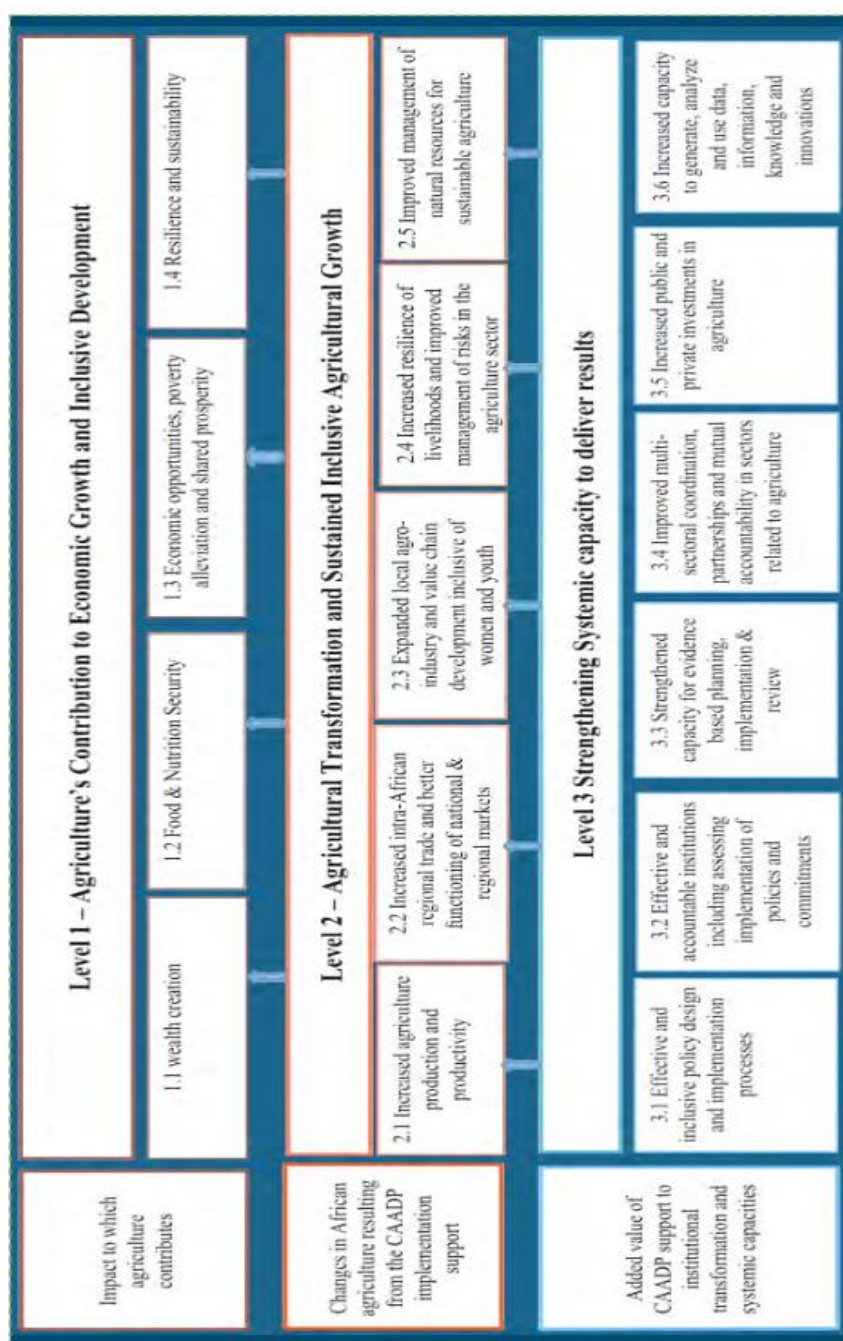 Impact to which
agriculture
contributes
Level 1 – Agriculture's Contribution to Economic Growth and Inclusive Development
1.1 wealth creation
1.2 Food & Nutrition Security
1.3 Economic opportunities, poverty
alleviation and shared prosperity
1.4 Resilience and sustainability
Changes in African
agriculture resulting
from the CAADP
implementation
support
Level 2 – Agricultural Transformation and Sustained Inclusive Agricultural Growth
2.1 Increased agriculture
production and
productivity
2.2 Increased intra-African
regional trade and better
functioning of national &
regional markets
2.3 Expanded local agro-
industry and value chain
development inclusive of
women and youth
2.4 Increased resilience of
livelihoods and improved
management of risks in the
agriculture sector
2.5 Improved management of
natural resources for
sustainable agriculture
Added value of
CAADP support to
institutional
transformation and
systemic capacities
Level 3 Strengthening Systemic capacity to deliver results
3.1 Effective and
inclusive policy design
and implementation
processes
3.2 Effective and
accountable institutions
including assessing
implementation of
policies and
commitments
3.3 Strengthened
capacity for evidence
based planning,
implementation &
review
3.4 Improved multi-
sectoral coordination,
partnerships and mutual
accountability in sectors
related to agriculture
3.5 Increased public and
private investments in
agriculture
3.6 Increased capacity
to generate, analyze
and use data,
information,
knowledge and
innovations